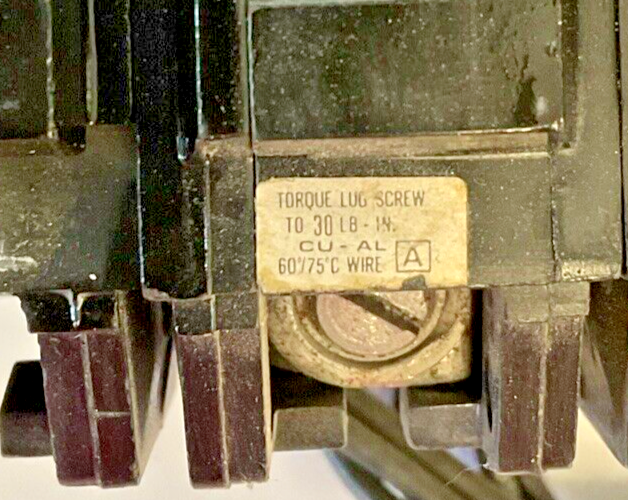 TORQUE LUG SCREW
TO 30 LB - IN.
CU - AL
60°/75°C WIRE A